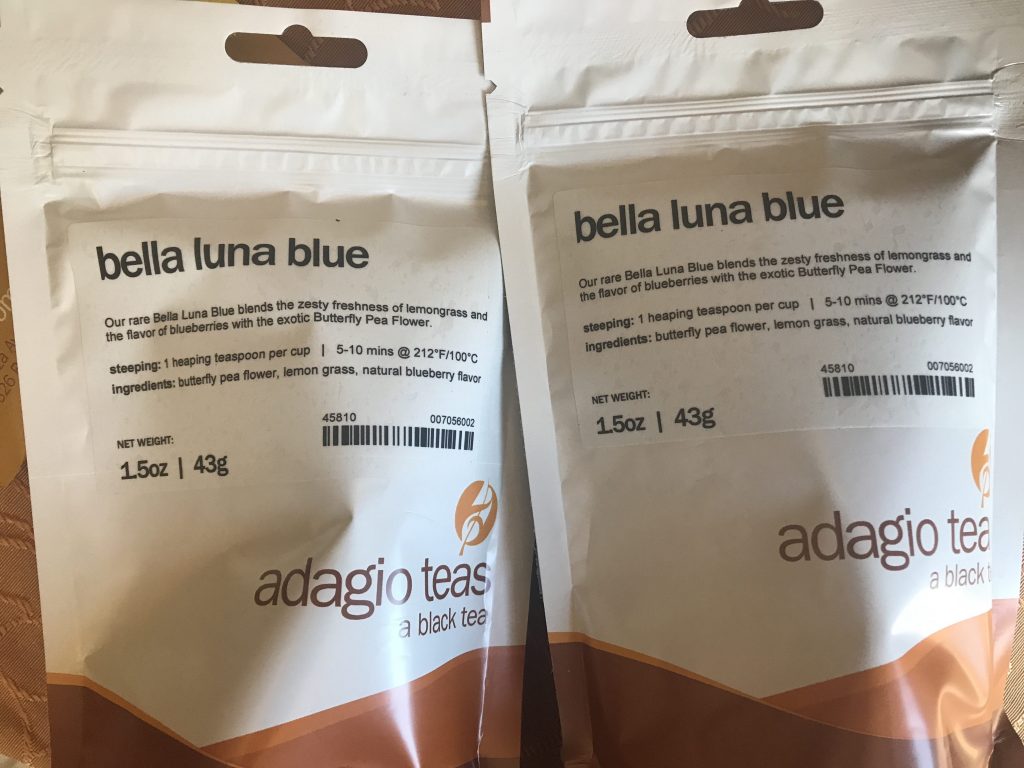 bella luna blue
Our rare Bella Luna Blue blends the zesty freshness of lemongrass and
the flavor of blueberries with the exotic Butterfly Pea Flower.
steeping: 1 heaping teaspoon per cup | 5-10 mins @ 212°F/100°C
ingredients: butterfly pea flower, lemon grass, natural blueberry flavor
45810 007056002
NET WEIGHT:
1.5oz | 43g
adagio teas
a black tea
bella luna blue
Our rare Bella Luna Blue blends the zesty freshness of lemongrass and
the flavor of blueberries with the exotic Butterfly Pea Flower.
steeping: 1 heaping teaspoon per cup | 5-10 mins @ 212°F/100°C
ingredients: butterfly pea flower, lemon grass, natural blueberry flavor
45810 007056002
NET WEIGHT:
1.5oz | 43g
adagio tea
a black t